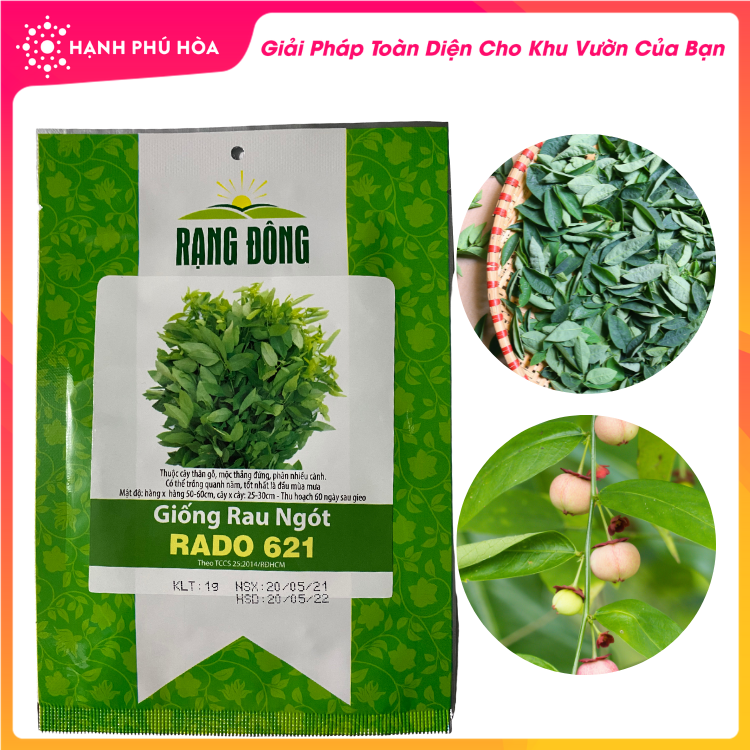 HẠNH PHÚ HÒA
Giải Pháp Toàn Diện Cho Khu Vườn Của Bạn
RẠNG ĐÔNG
Thuộc cây thân gỗ, mộc thẳng đứng, phân nhiều cành.
Có thể trồng quanh năm, tốt nhất là đầu mùa mưa
Mật độ: hàng x hàng 50-60cm, cây x cây: 25-30cm - Thu hoạch 60 ngày sau gieo
Giống Rau Ngót
RADO 621
Theo TCCS 25:2014/RĐHCM
KLT:1g NSX:20/05/21
HSD:20/05/22